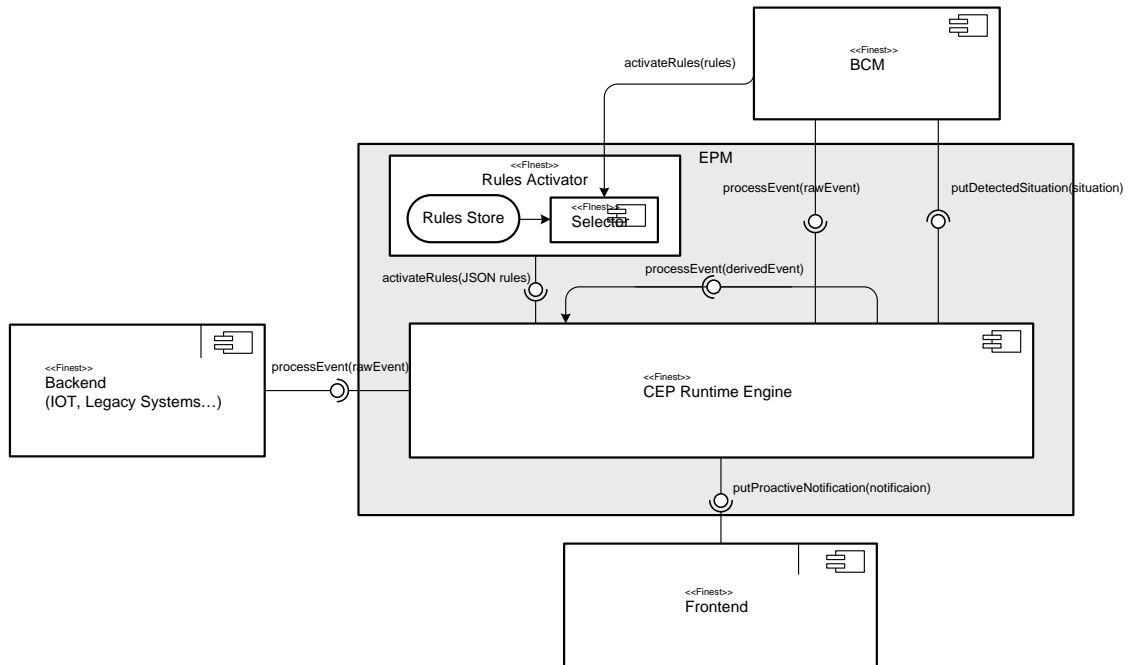 <<Finest>>
BCM
activateRules(rules)
EPM
<<FInest>>
Rules Activator
processEvent(rawEvent)
putDetectedSituation(situation)
Rules Store
<<FInest>>
Selector
activateRules(JSON rules)
processEvent(derivedEvent)
<<Finest>>
Backend
(IOT, Legacy Systems…)
processEvent(rawEvent)
<<Finest>>
CEP Runtime Engine
putProactiveNotification(notificaion)
<<Finest>>
Frontend